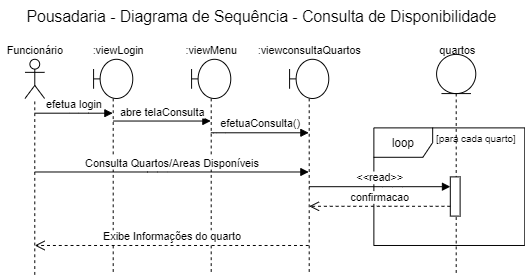 Pousadaria - Diagrama de Sequência - Consulta de Disponibilidade
Funcionário :viewLogin :viewMenu :viewconsultaQuartos quartos
efetua login
abre telaConsulta
efetuaConsulta()
loop [para cada quarto]
Consulta Quartos/Areas Disponíveis
<<read>>
confirmacao
Exibe Informações do quarto